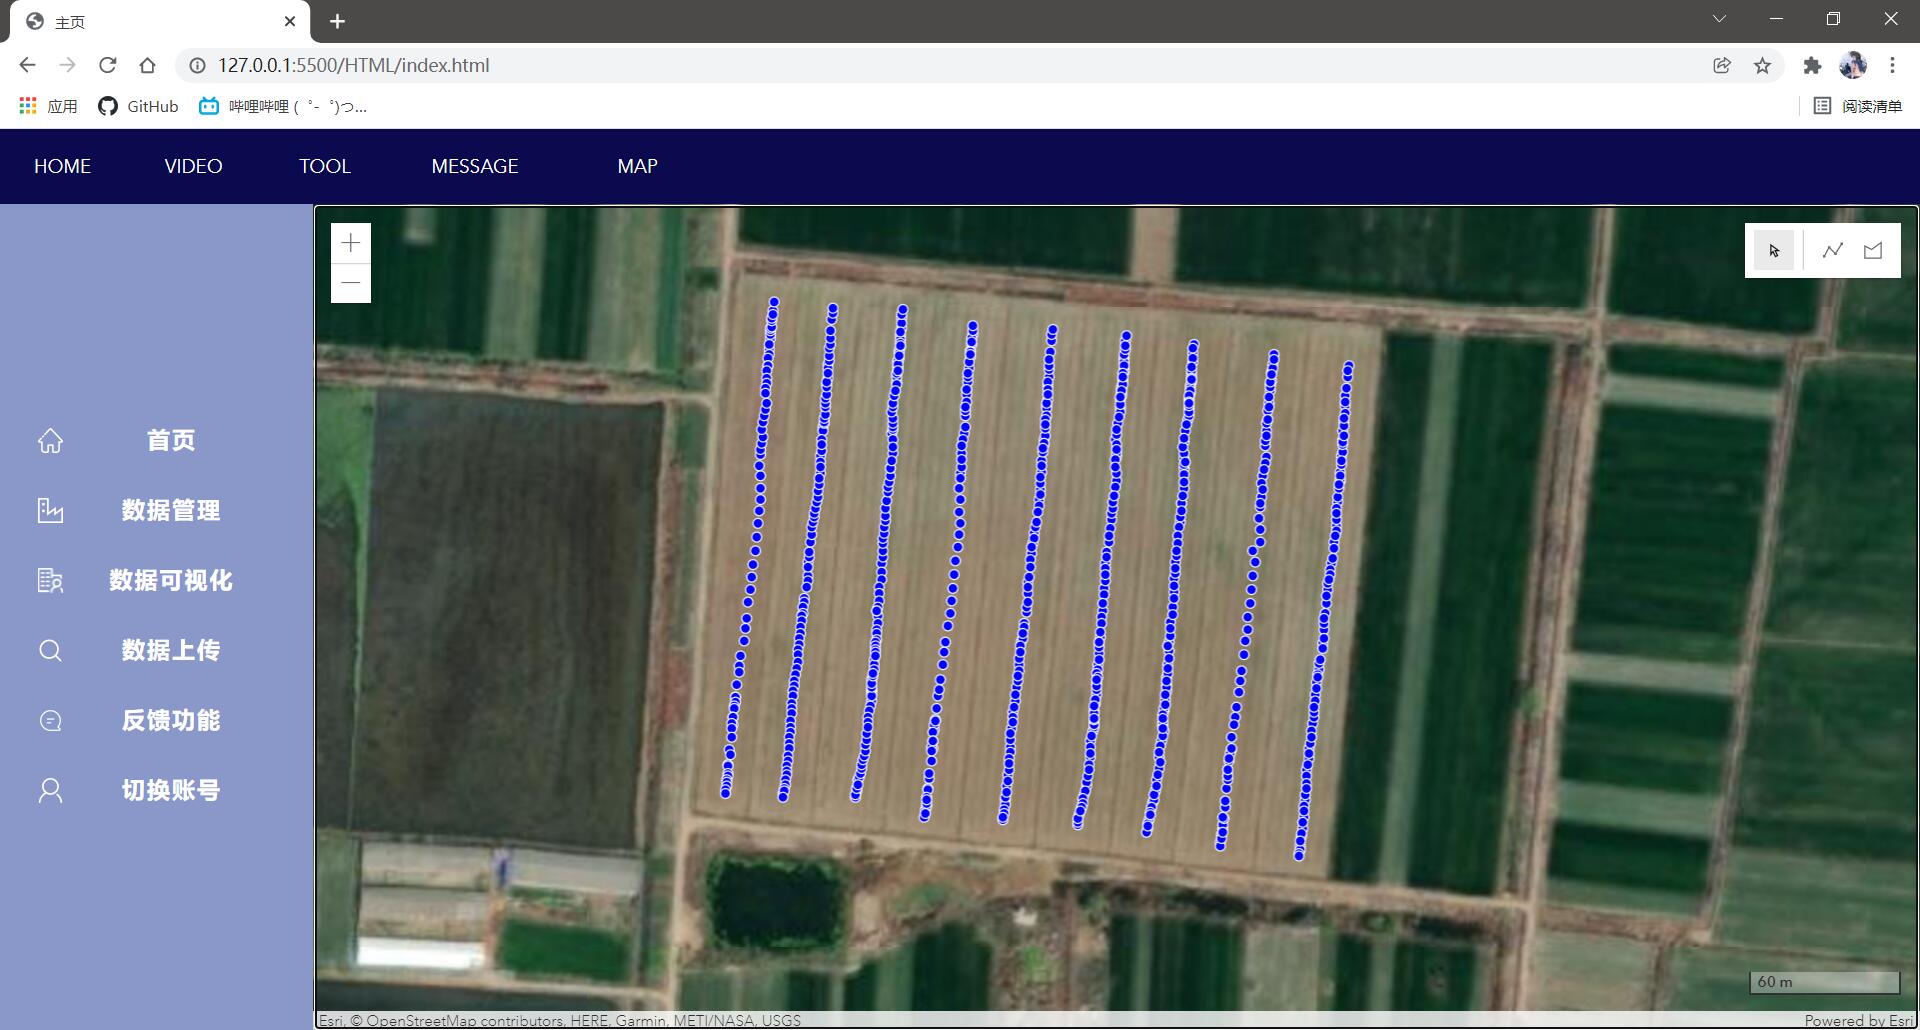 主页
127.0.0.1:5500/HTML/index.html
应用 GitHub 哔哩哔哩 (゜-゜)つ... 阅读清单
HOME VIDEO TOOL MESSAGE MAP
首页
数据管理
数据可视化
数据上传
反馈功能
切换账号
60 m
Esri, © OpenStreetMap contributors, HERE, Garmin, METI/NASA, USGS Powered by Esri